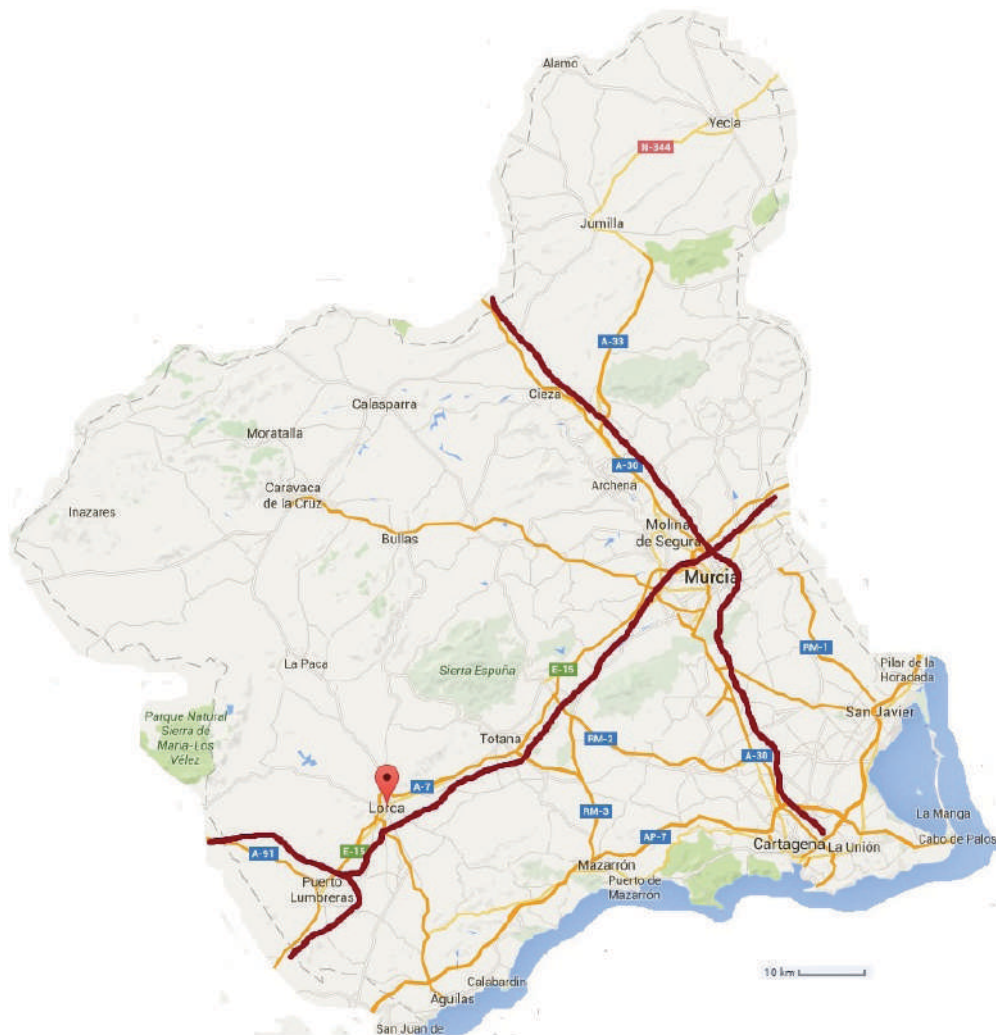 Alamo
Yecla
N-344
Jumilla
A-33
Cieza
Calasparra
Moratalla
A-30
Archena
Caravaca
de la Cruz
Inazares
Bullas
Molina
de Segura
Murcia
La Paca
Sierra Espuña
E-15
RM-1
Pilar de la
Horadada
San Javier
Parque Natural
Sierra de
María-Los
Vélez
Totana
RM-2
A-30
A-7
Lorca
RM-3
La Manga
AP-7
Cartagena
La Unión
Cabo de Palos
A-91
E-15
Puerto
Lumbreras
Mazarrón
Puerto de
Mazarrón
10 km
Calabardin
Águilas
San Juan de